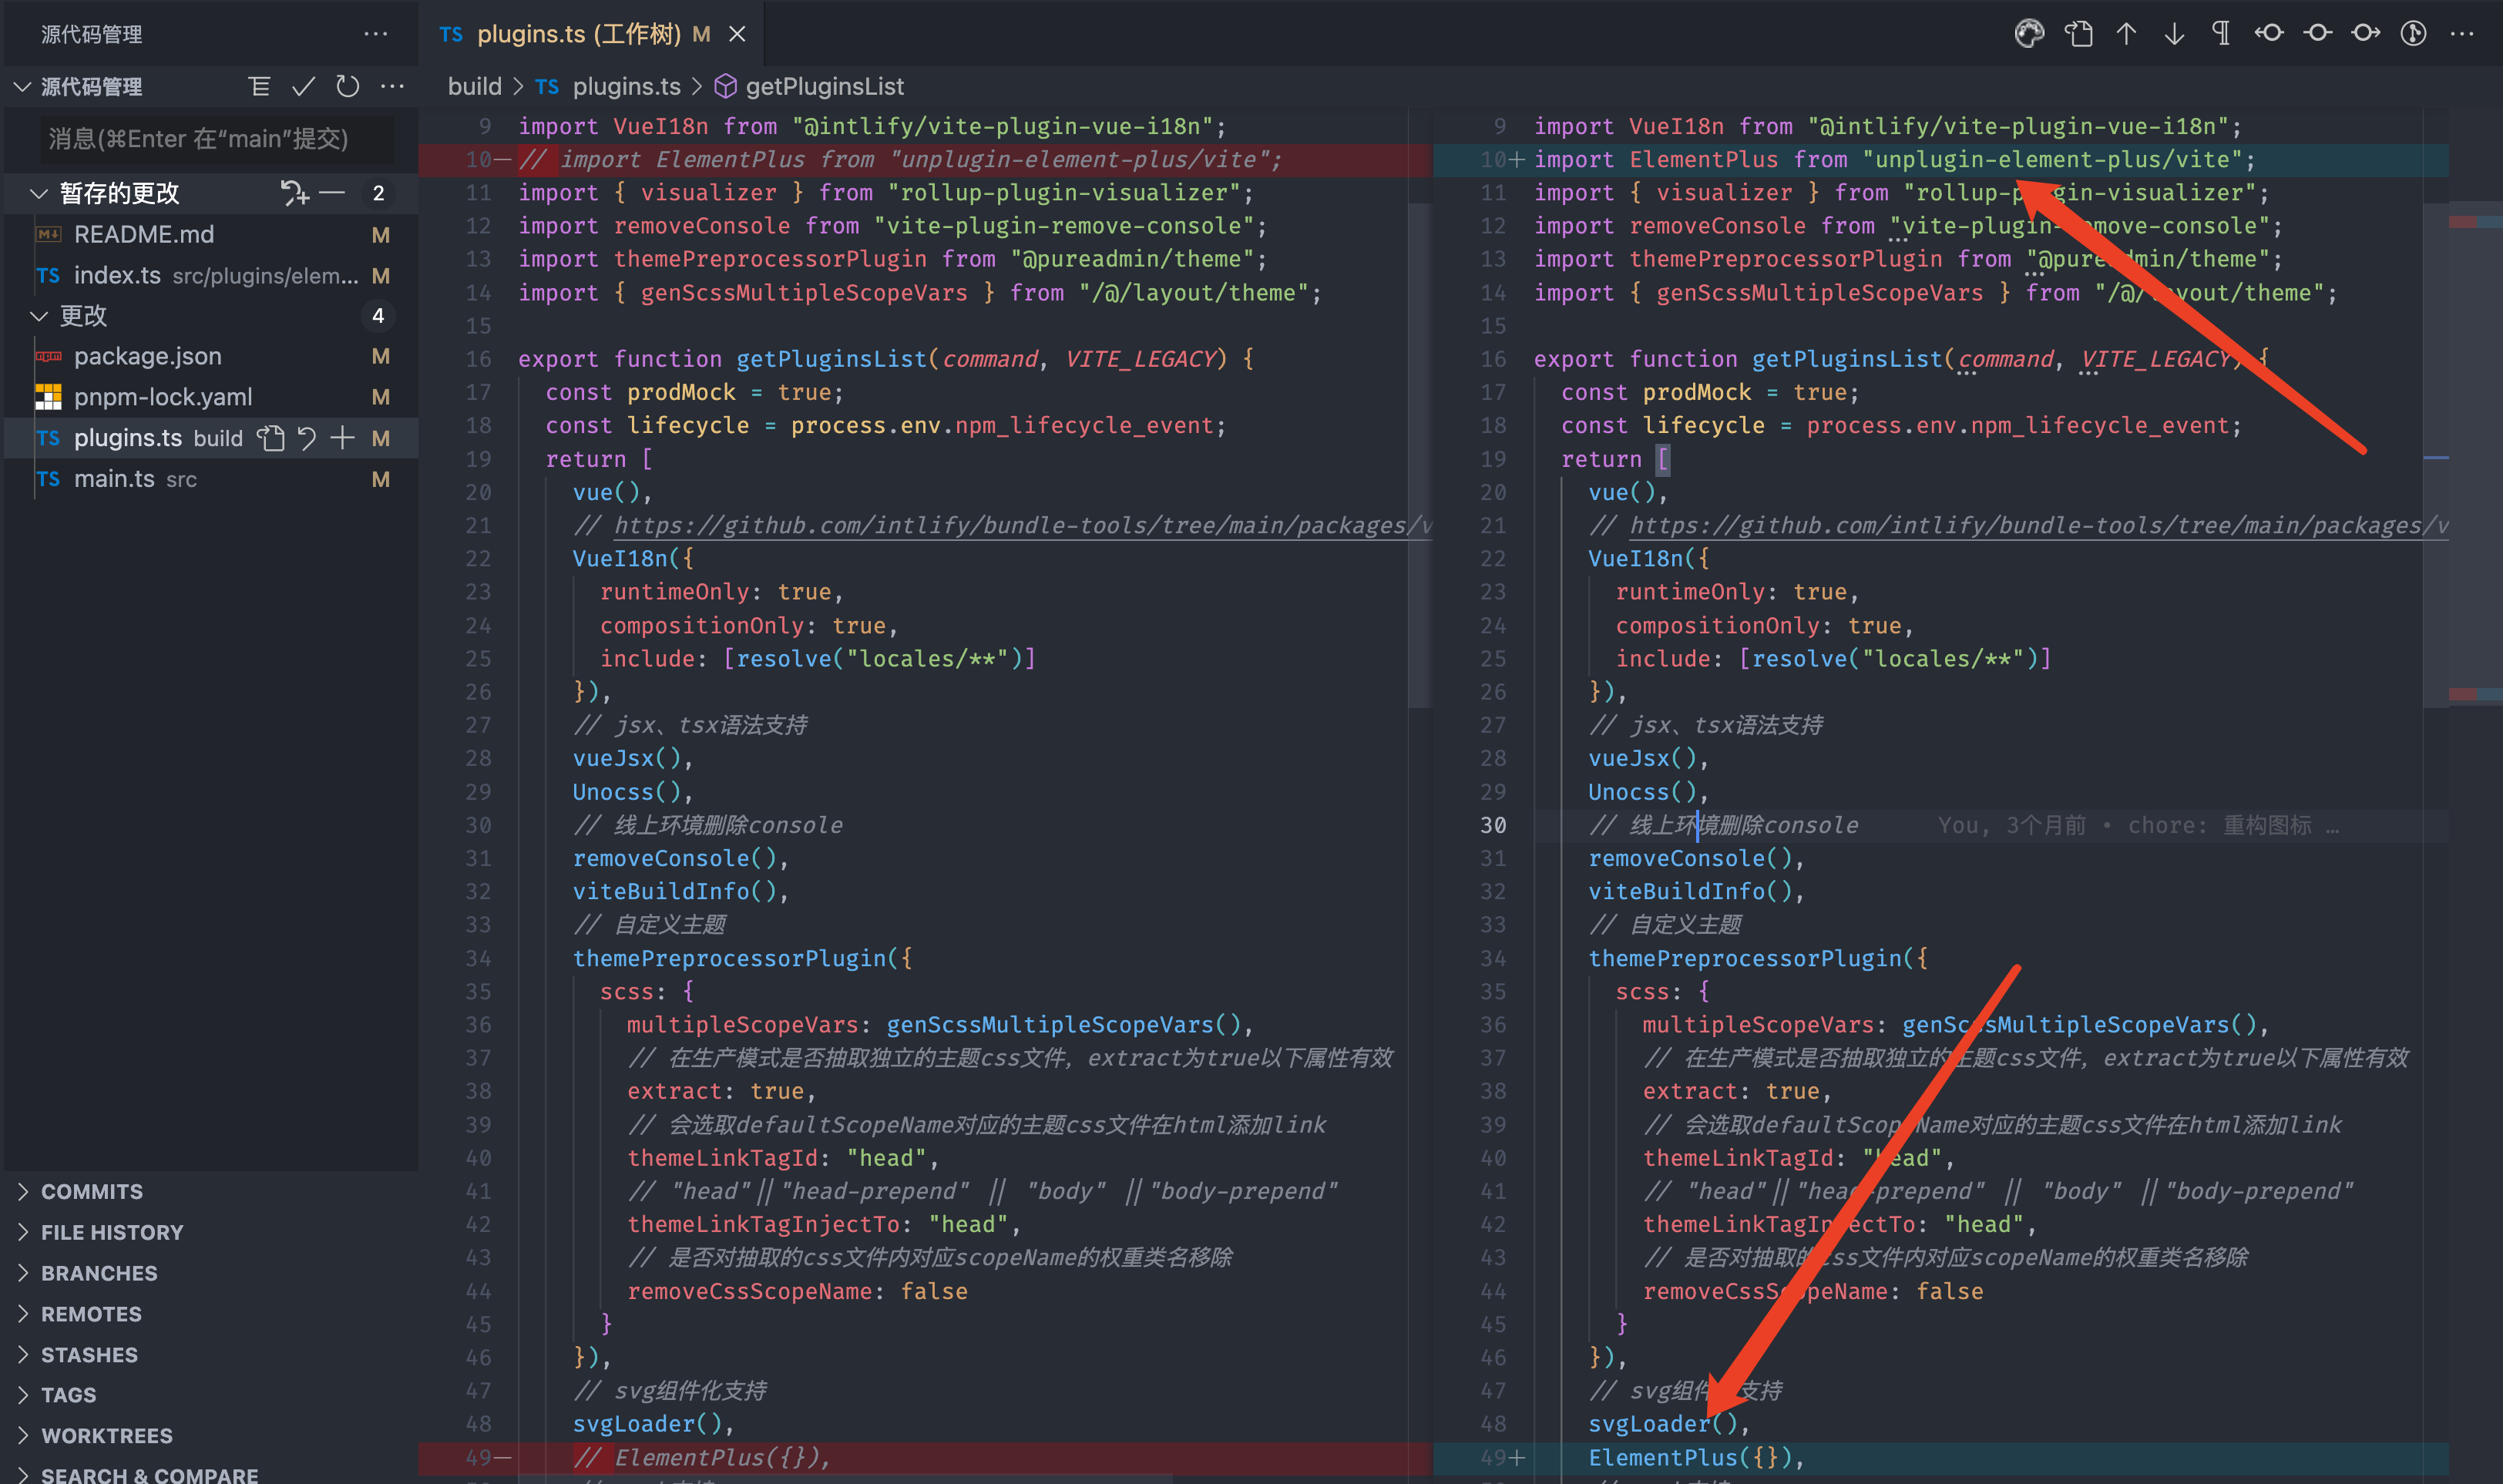 源代码管理
源代码管理
消息(⌘Enter 在“main”提交)
暂存的更改 2
README.md M
TS index.ts src/plugins/elem... M
更改 4
package.json M
pnpm-lock.yaml M
TS plugins.ts build M
TS main.ts src M
COMMITS
FILE HISTORY
BRANCHES
REMOTES
STASHES
TAGS
WORKTREES
SEARCH & COMPARE
TS plugins.ts (工作树) M
build > TS plugins.ts > getPluginsList
9 import VueI18n from "@intlify/vite-plugin-vue-i18n";
10— // import ElementPlus from "unplugin-element-plus/vite";
11 import { visualizer } from "rollup-plugin-visualizer";
12 import removeConsole from "vite-plugin-remove-console";
13 import themePreprocessorPlugin from "@pureadmin/theme";
14 import { genScssMultipleScopeVars } from "/@/layout/theme";
15
16 export function getPluginsList(command, VITE_LEGACY) {
17 const prodMock = true;
18 const lifecycle = process.env.npm_lifecycle_event;
19 return [
20 vue(),
21 // https://github.com/intlify/bundle-tools/tree/main/packages/v
22 VueI18n({
23 runtimeOnly: true,
24 compositionOnly: true,
25 include: [resolve("locales/**")]
26 }),
27 // jsx、tsx语法支持
28 vueJsx(),
29 Unocss(),
30 // 线上环境删除console
31 removeConsole(),
32 viteBuildInfo(),
33 // 自定义主题
34 themePreprocessorPlugin({
35 scss: {
36 multipleScopeVars: genScssMultipleScopeVars(),
37 // 在生产模式是否抽取独立的主题css文件，extract为true以下属性有效
38 extract: true,
39 // 会选取defaultScopeName对应的主题css文件在html添加link
40 themeLinkTagId: "head",
41 // "head"||"head-prepend" || "body" ||"body-prepend"
42 themeLinkTagInjectTo: "head",
43 // 是否对抽取的css文件内对应scopeName的权重类名移除
44 removeCssScopeName: false
45 }
46 }),
47 // svg组件化支持
48 svgLoader(),
49— // ElementPlus({}),
9 import VueI18n from "@intlify/vite-plugin-vue-i18n";
10+ import ElementPlus from "unplugin-element-plus/vite";
11 import { visualizer } from "rollup-plugin-visualizer";
12 import removeConsole from "vite-plugin-remove-console";
13 import themePreprocessorPlugin from "@pureadmin/theme";
14 import { genScssMultipleScopeVars } from "/@/layout/theme";
15
16 export function getPluginsList(command, VITE_LEGACY) {
17 const prodMock = true;
18 const lifecycle = process.env.npm_lifecycle_event;
19 return [
20 vue(),
21 // https://github.com/intlify/bundle-tools/tree/main/packages/v
22 VueI18n({
23 runtimeOnly: true,
24 compositionOnly: true,
25 include: [resolve("locales/**")]
26 }),
27 // jsx、tsx语法支持
28 vueJsx(),
29 Unocss(),
30 // 线上环境删除console You, 3个月前 • chore: 重构图标 …
31 removeConsole(),
32 viteBuildInfo(),
33 // 自定义主题
34 themePreprocessorPlugin({
35 scss: {
36 multipleScopeVars: genScssMultipleScopeVars(),
37 // 在生产模式是否抽取独立的主题css文件，extract为true以下属性有效
38 extract: true,
39 // 会选取defaultScopeName对应的主题css文件在html添加link
40 themeLinkTagId: "head",
41 // "head"||"head-prepend" || "body" ||"body-prepend"
42 themeLinkTagInjectTo: "head",
43 // 是否对抽取的css文件内对应scopeName的权重类名移除
44 removeCssScopeName: false
45 }
46 }),
47 // svg组件化支持
48 svgLoader(),
49+ ElementPlus({}),